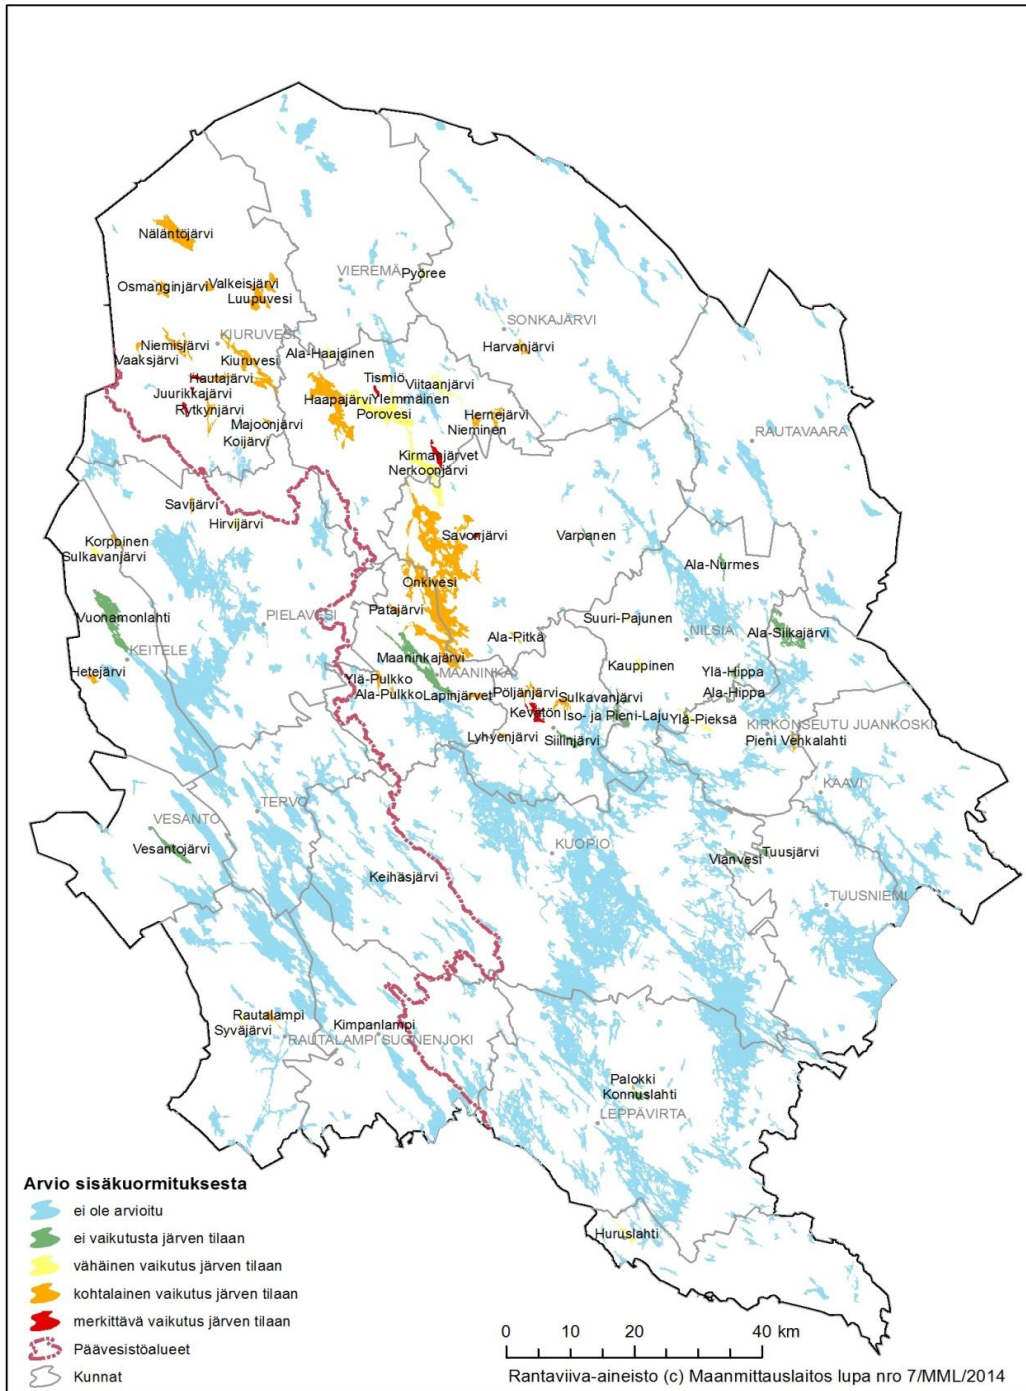 Näläntöjärvi
Osmanginjärvi
Valkeisjärvi
Luupuvesi
VIEREMÄ
Pyöree
SONKAJÄRVI
Harvanjärvi
Niemisjärvi
KIURUVESI
Vaaksjärvi
Kiuruvesi
Ala-Haajainen
Hautajärvi
Tismiö
Viitaanjärvi
Juurikkajärvi
Haapajärvi
Ylemmäinen
Rytkynjärvi
Porovesi
Hernejärvi
Majoonjärvi
Nieminen
Koijärvi
RAUTAVAARA
Kirmanjärvet
Nerkoonjärvi
Savijärvi
Hirvijärvi
Korppinen
Sulkavanjärvi
Savonjärvi
Varpanen
Ala-Nurmes
Onkivesi
Vuonamonlahti
PIELAVESI
Patajärvi
Suuri-Pajunen
NILSIÄ
Ala-Siikajärvi
Ala-Pitkä
KEITELE
Maaninkajärvi
Kauppinen
Hetejärvi
MAANINKA
Ylä-Hippa
Ylä-Pulkko
Ala-Pulkko
Lapinjärvet
Pöljänjärvi
Sulkavanjärvi
Ala-Hippa
Kevätön
Iso- ja Pieni-Laju
Ylä-Pieksä
KIRKONSEUTU JUANKOSKI
Lyhyenjärvi
Siilinjärvi
Pieni Vehkalahti
KAAVI
TERVO
VESANTO
Vesantojärvi
KUOPIO
Vianvesi
Tuusjärvi
Keihäsjärvi
TUUSNIEMI
Rautalampi
Syväjärvi
Kimpanlampi
RAUTALAMPI SUONENJOKI
Palokki
Konnuslahti
LEPPÄVIRTA
Huruslahti
Arvio sisäkuormituksesta
ei ole arvioitu
ei vaikutusta järven tilaan
vähäinen vaikutus järven tilaan
kohtalainen vaikutus järven tilaan
merkittävä vaikutus järven tilaan
Päävesistöalueet
Kunnat
0 10 20 40 km
Rantaviiva-aineisto (c) Maanmittauslaitos lupa nro 7/MML/2014